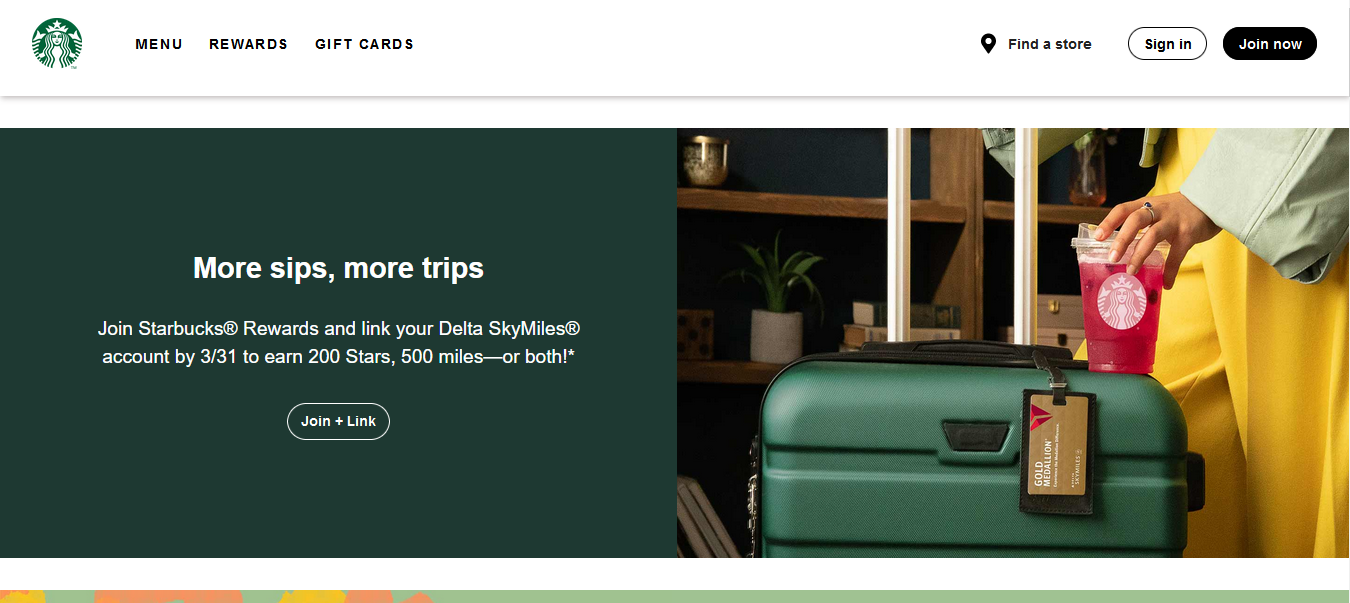 MENU REWARDS GIFT CARDS Find a store Sign in Join now
More sips, more trips
Join Starbucks® Rewards and link your Delta SkyMiles®
account by 3/31 to earn 200 Stars, 500 miles—or both!*
Join + Link
GOLD
MEDALLION®
SKYMILES